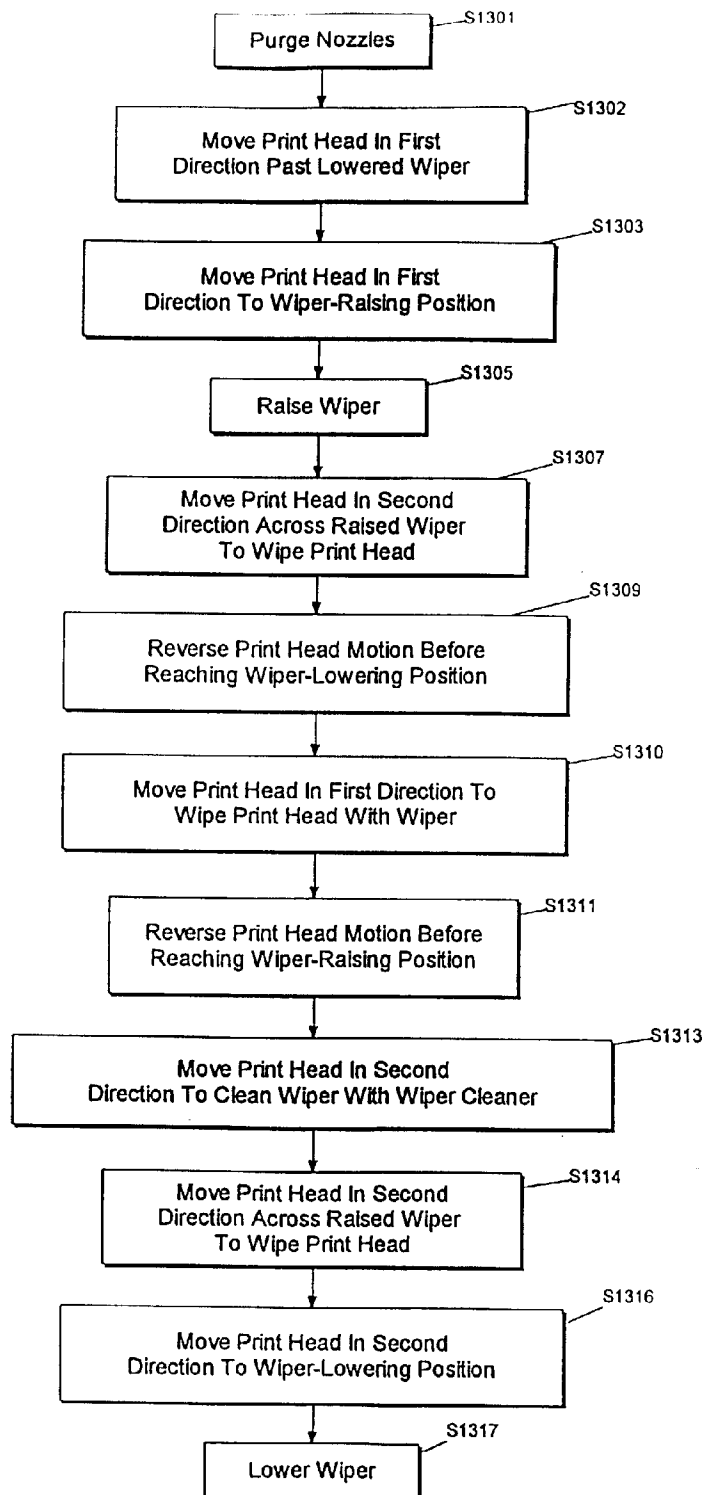 S1301
Purge Nozzles
S1302
Move Print Head In First
Direction Past Lowered Wiper
S1303
Move Print Head In First
Direction To Wiper-Raising Position
S1305
Raise Wiper
S1307
Move Print Head In Second
Direction Across Raised Wiper
To Wipe Print Head
S1309
Reverse Print Head Motion Before
Reaching Wiper-Lowering Position
S1310
Move Print Head In First Direction To
Wipe Print Head With Wiper
S1311
Reverse Print Head Motion Before
Reaching Wiper-Raising Position
S1313
Move Print Head In Second
Direction To Clean Wiper With Wiper Cleaner
S1314
Move Print Head In Second
Direction Across Raised Wiper
To Wipe Print Head
S1316
Move Print Head In Second
Direction To Wiper-Lowering Position
S1317
Lower Wiper